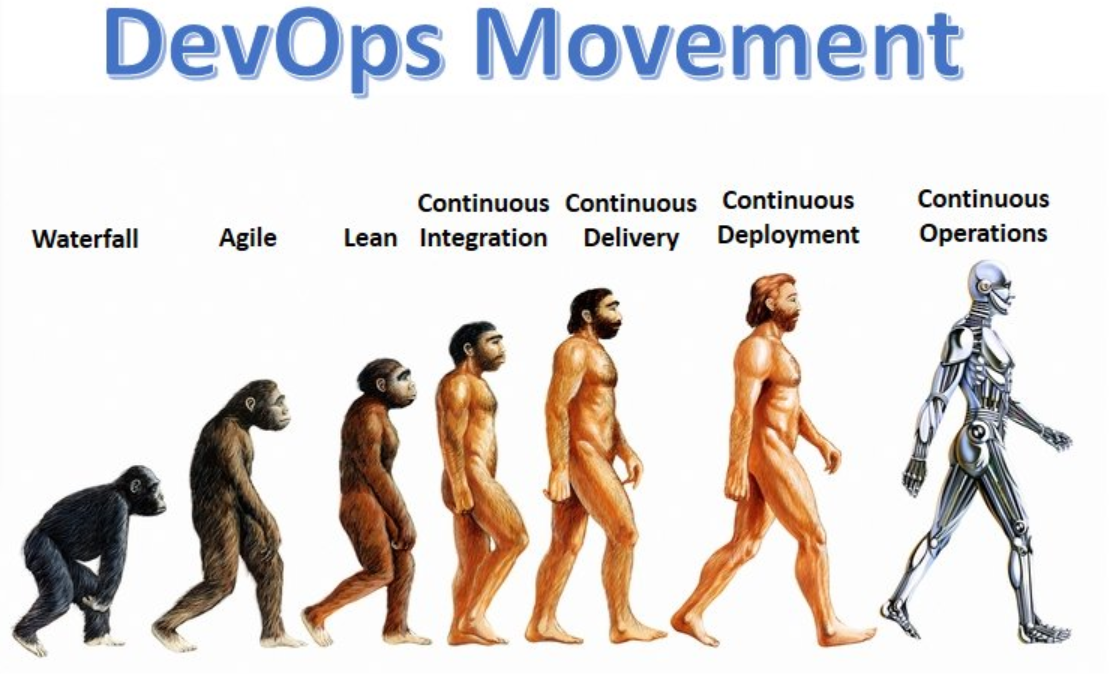 DevOps Movement
Waterfall
Agile
Lean
Continuous
Integration
Continuous
Delivery
Continuous
Deployment
Continuous
Operations